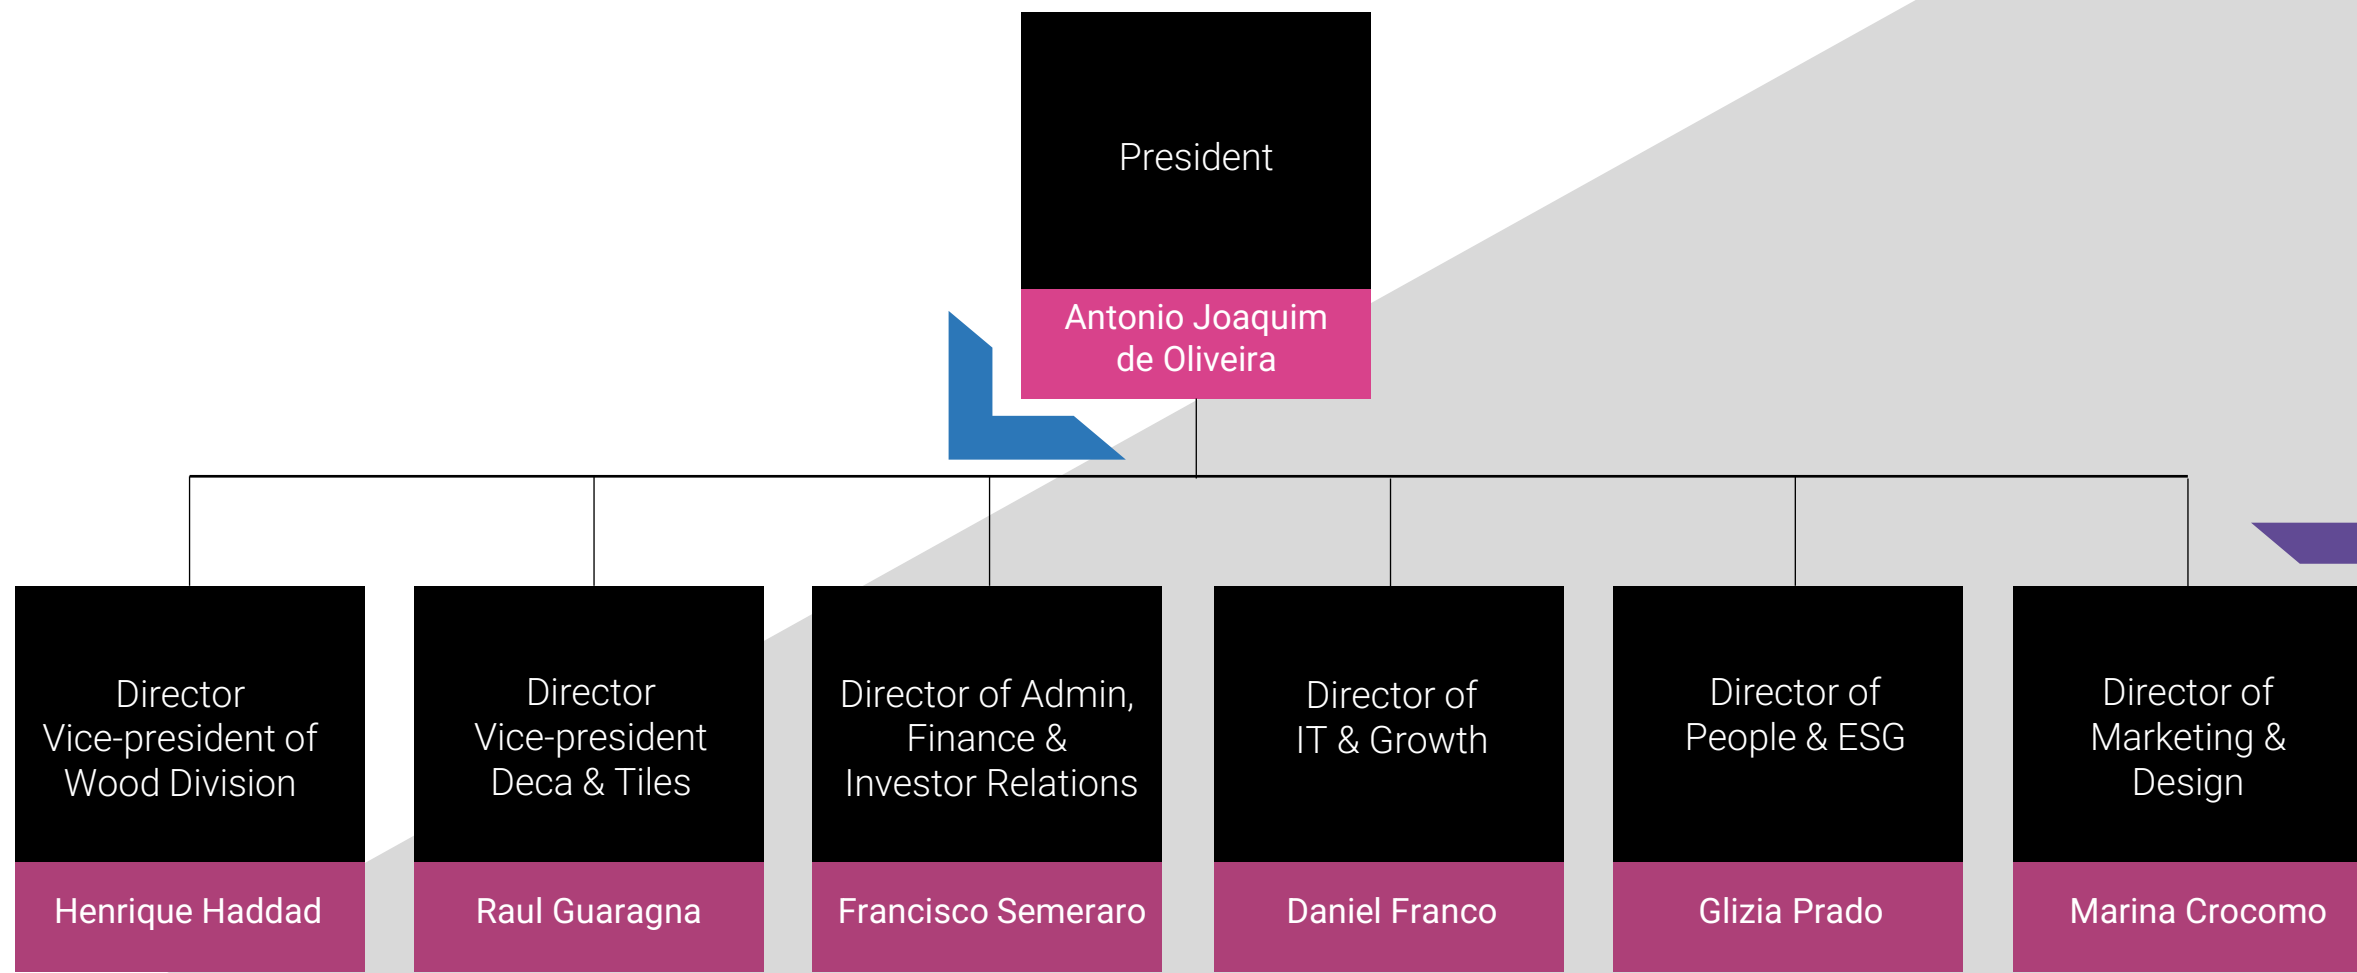 President
Antonio Joaquim
de Oliveira
Director
Vice-president of
Wood Division
Henrique Haddad
Director
Vice-president
Deca & Tiles
Raul Guaragna
Director of Admin,
Finance &
Investor Relations
Francisco Semeraro
Director of
IT & Growth
Daniel Franco
Director of
People & ESG
Glizia Prado
Director of
Marketing &
Design
Marina Crocomo